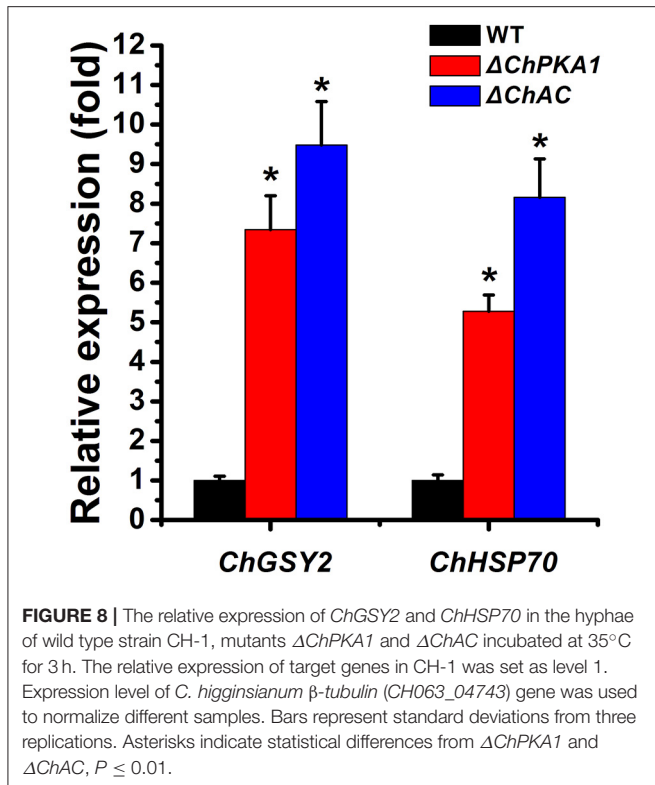 Relative expression (fold)
12
11
10
9
8
7
6
5
4
3
2
1
0
WT
ΔChPKA1
ΔChAC
*
*
*
*
ChGSY2 ChHSP70
FIGURE 8 | The relative expression of ChGSY2 and ChHSP70 in the hyphae
of wild type strain CH-1, mutants ΔChPKA1 and ΔChAC incubated at 35°C
for 3 h. The relative expression of target genes in CH-1 was set as level 1.
Expression level of C. higginsianum β-tubulin (CH063_04743) gene was used
to normalize different samples. Bars represent standard deviations from three
replications. Asterisks indicate statistical differences from ΔChPKA1 and
ΔChAC, P ≤ 0.01.